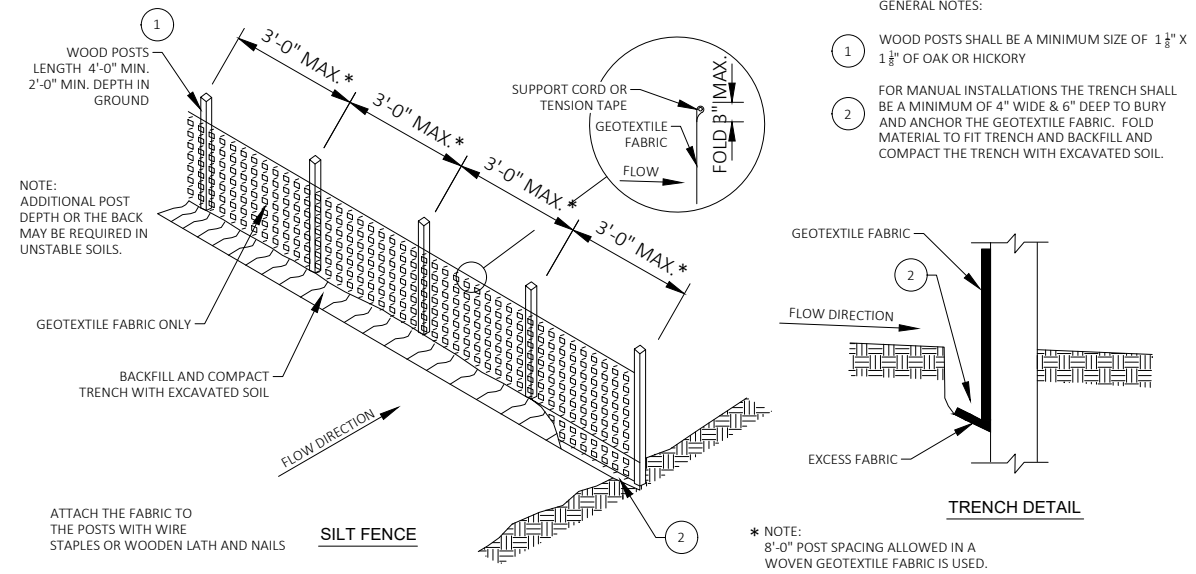 1
WOOD POSTS
LENGTH 4'-0" MIN.
2'-0" MIN. DEPTH IN
GROUND
3'-0" MAX. *
3'-0" MAX. *
3'-0" MAX. *
3'-0" MAX. *
SUPPORT CORD OR
TENSION TAPE
GEOTEXTILE
FABRIC
FLOW
FOLD 3" MAX.
NOTE:
ADDITIONAL POST
DEPTH OR THE BACK
MAY BE REQUIRED IN
UNSTABLE SOILS.
GEOTEXTILE FABRIC ONLY
BACKFILL AND COMPACT
TRENCH WITH EXCAVATED SOIL
FLOW DIRECTION
ATTACH THE FABRIC TO
THE POSTS WITH WIRE
STAPLES OR WOODEN LATH AND NAILS
SILT FENCE
2
GENERAL NOTES:
1
WOOD POSTS SHALL BE A MINIMUM SIZE OF 1 1/8" X
1 1/8" OF OAK OR HICKORY
2
FOR MANUAL INSTALLATIONS THE TRENCH SHALL
BE A MINIMUM OF 4" WIDE & 6" DEEP TO BURY
AND ANCHOR THE GEOTEXTILE FABRIC. FOLD
MATERIAL TO FIT TRENCH AND BACKFILL AND
COMPACT THE TRENCH WITH EXCAVATED SOIL.
GEOTEXTILE FABRIC
2
FLOW DIRECTION
EXCESS FABRIC
TRENCH DETAIL
* NOTE:
8'-0" POST SPACING ALLOWED IN A
WOVEN GEOTEXTILE FABRIC IS USED.